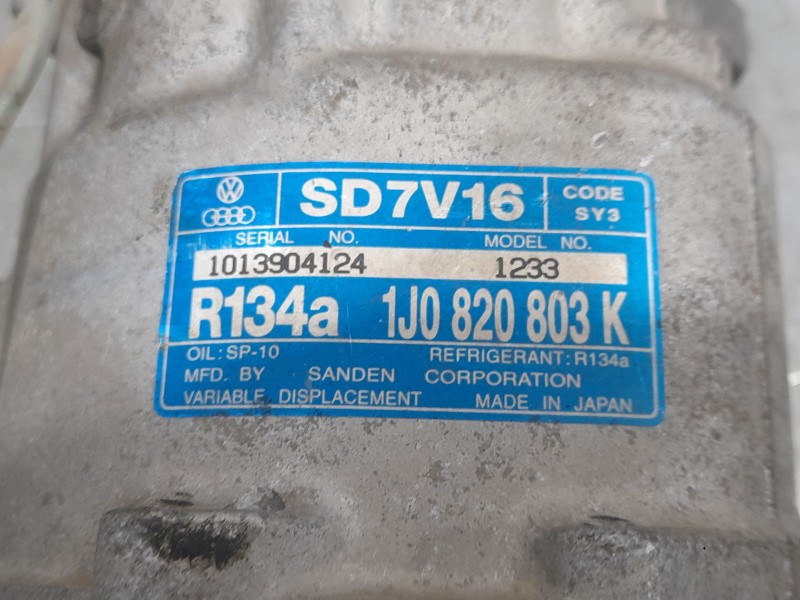 SD7V16
CODE
SY3
SERIAL NO. MODEL NO.
1013904124 1233
R134a 1J0 820 803 K
OIL: SP-10 REFRIGERANT: R134a
MFD. BY SANDEN CORPORATION
VARIABLE DISPLACEMENT MADE IN JAPAN